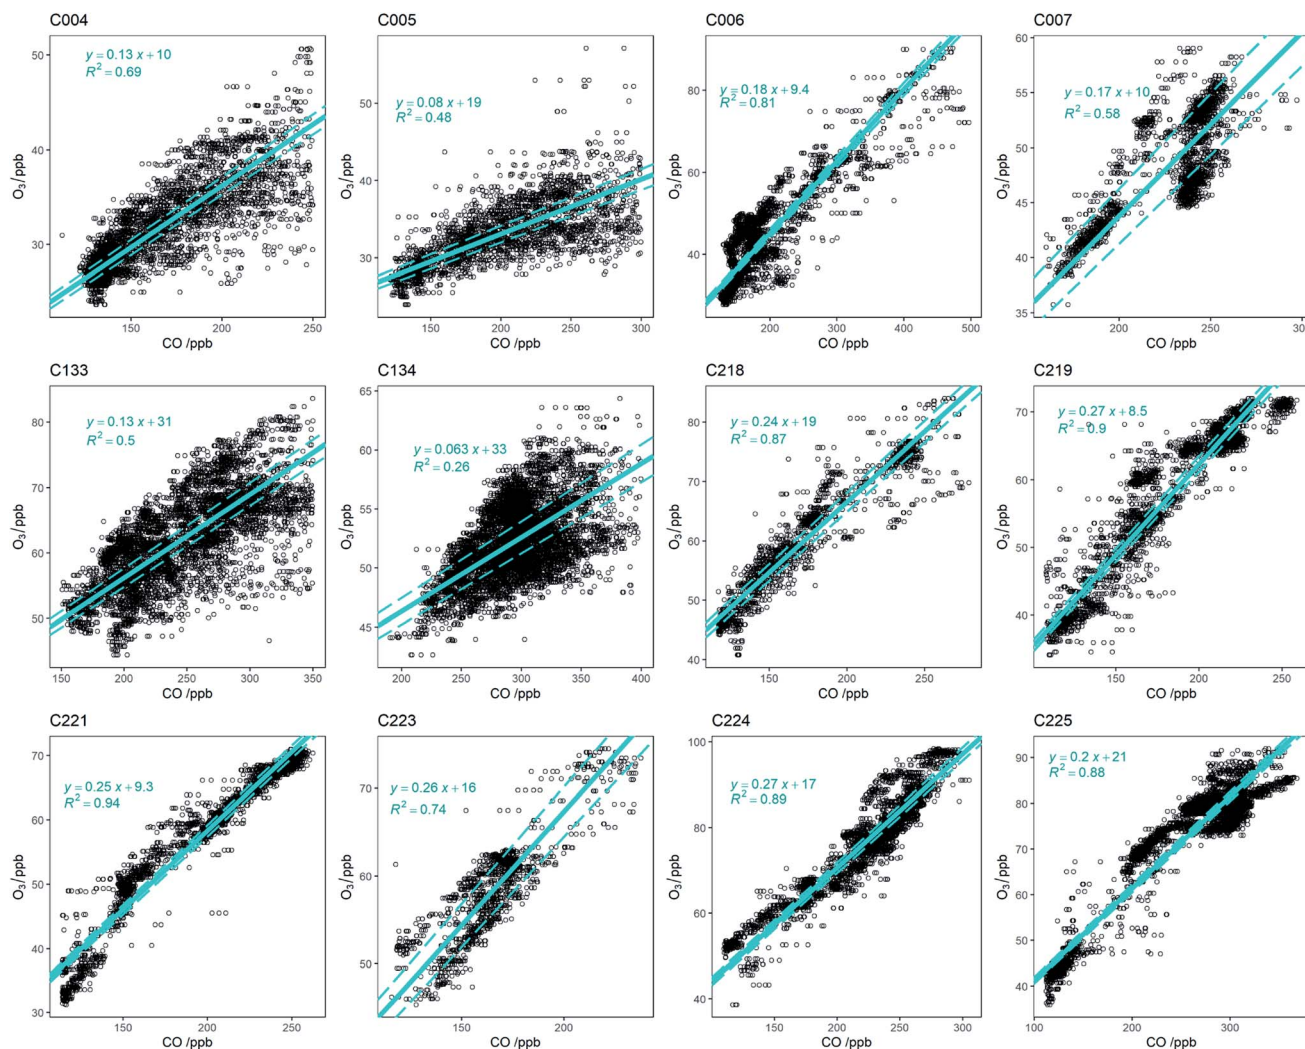 C004
y = 0.13 x + 10
R² = 0.69
50
40
30
O₃/ppb
150 200 250
CO /ppb
C005
y = 0.08 x + 19
R² = 0.48
50
40
30
O₃/ppb
150 200 250 300
CO /ppb
C006
y = 0.18 x + 9.4
R² = 0.81
80
60
40
O₃/ppb
100 200 300 400 500
CO /ppb
C007
y = 0.17 x + 10
R² = 0.58
60
55
50
45
40
35
O₃/ppb
200 250 300
CO /ppb
C133
y = 0.13 x + 31
R² = 0.5
80
70
60
50
O₃/ppb
150 200 250 300 350
CO /ppb
C134
y = 0.063 x + 33
R² = 0.26
65
60
55
50
45
O₃/ppb
200 250 300 350 400
CO /ppb
C218
y = 0.24 x + 19
R² = 0.87
80
70
60
50
40
O₃/ppb
150 200 250
CO /ppb
C219
y = 0.27 x + 8.5
R² = 0.9
70
60
50
40
O₃/ppb
100 150 200 250
CO /ppb
C221
y = 0.25 x + 9.3
R² = 0.94
70
60
50
40
30
O₃/ppb
150 200 250
CO /ppb
C223
y = 0.26 x + 16
R² = 0.74
70
60
50
O₃/ppb
150 200
CO /ppb
C224
y = 0.27 x + 17
R² = 0.89
100
80
60
40
O₃/ppb
100 150 200 250 300
CO /ppb
C225
y = 0.2 x + 21
R² = 0.88
90
80
70
60
50
40
O₃/ppb
100 200 300
CO /ppb